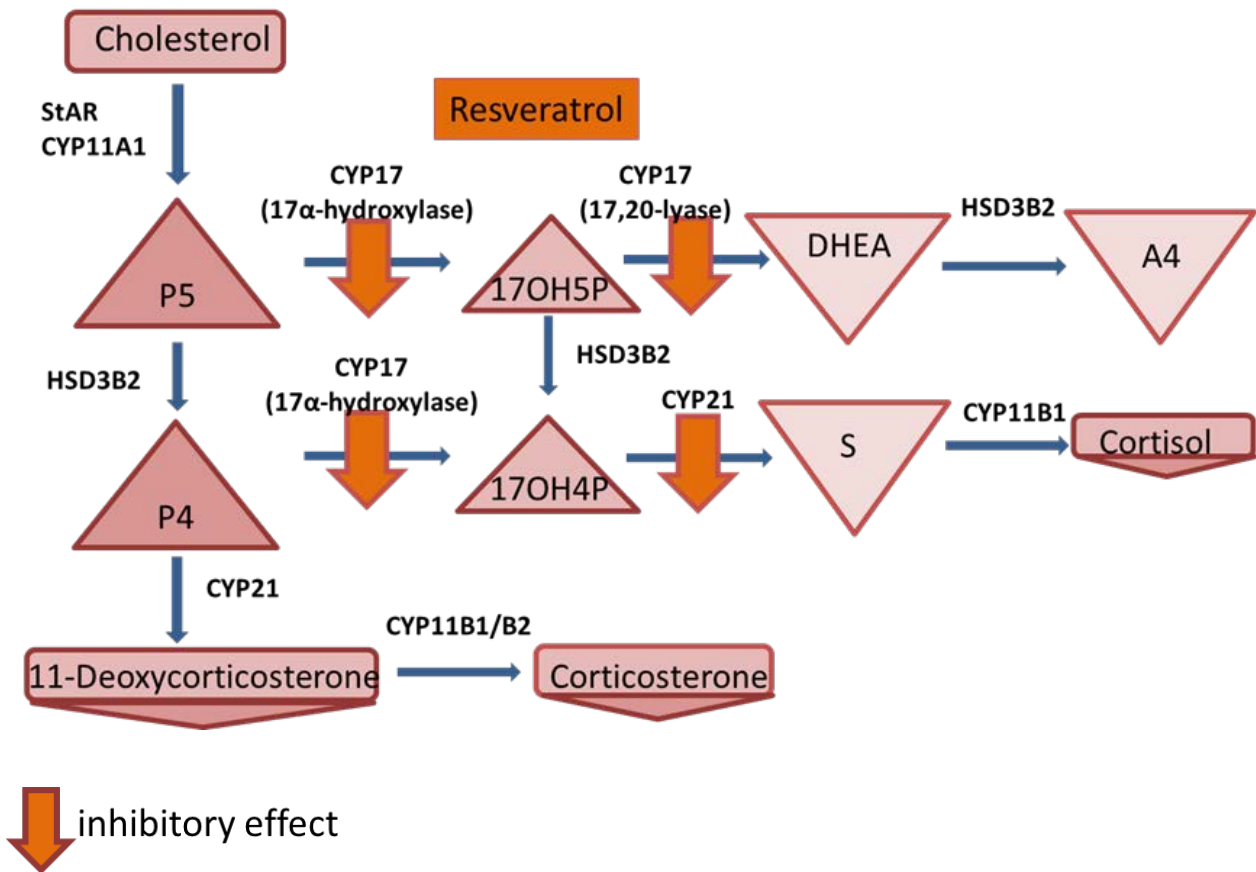 Cholesterol
StAR
CYP11A1
Resveratrol
CYP17
(17α-hydroxylase)
CYP17
(17,20-lyase)
HSD3B2
P5
17OH5P
DHEA
A4
HSD3B2
CYP17
(17α-hydroxylase)
HSD3B2
CYP21
CYP11B1
P4
17OH4P
S
Cortisol
CYP21
CYP11B1/B2
11-Deoxycorticosterone
Corticosterone
inhibitory effect